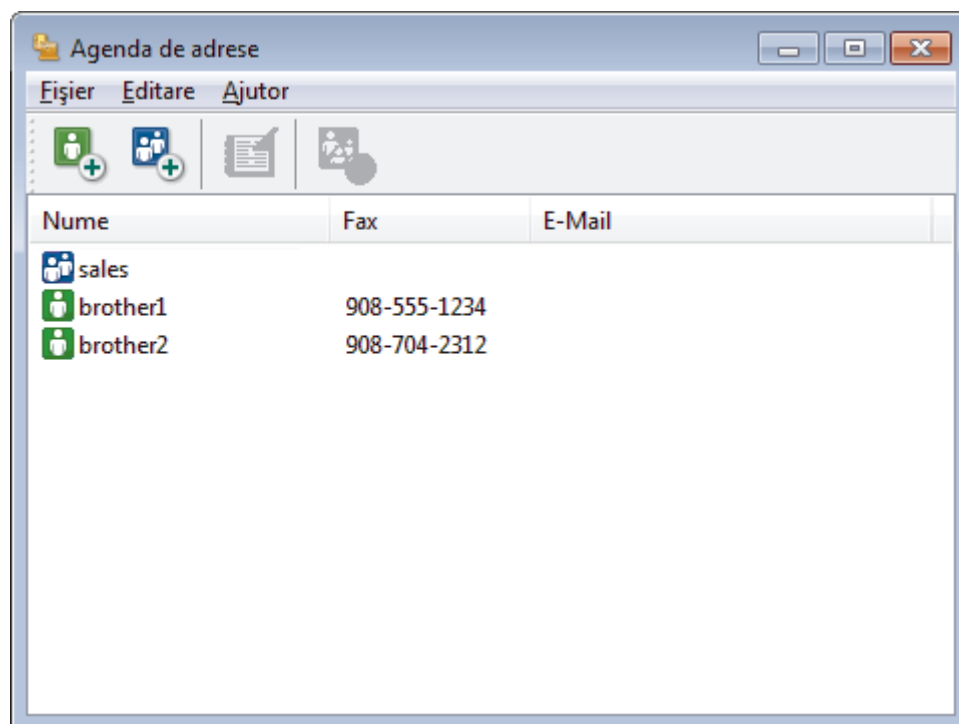 Agenda de adrese
Fişier Editare Ajutor
Nume Fax E-Mail
sales
brother1 908-555-1234
brother2 908-704-2312